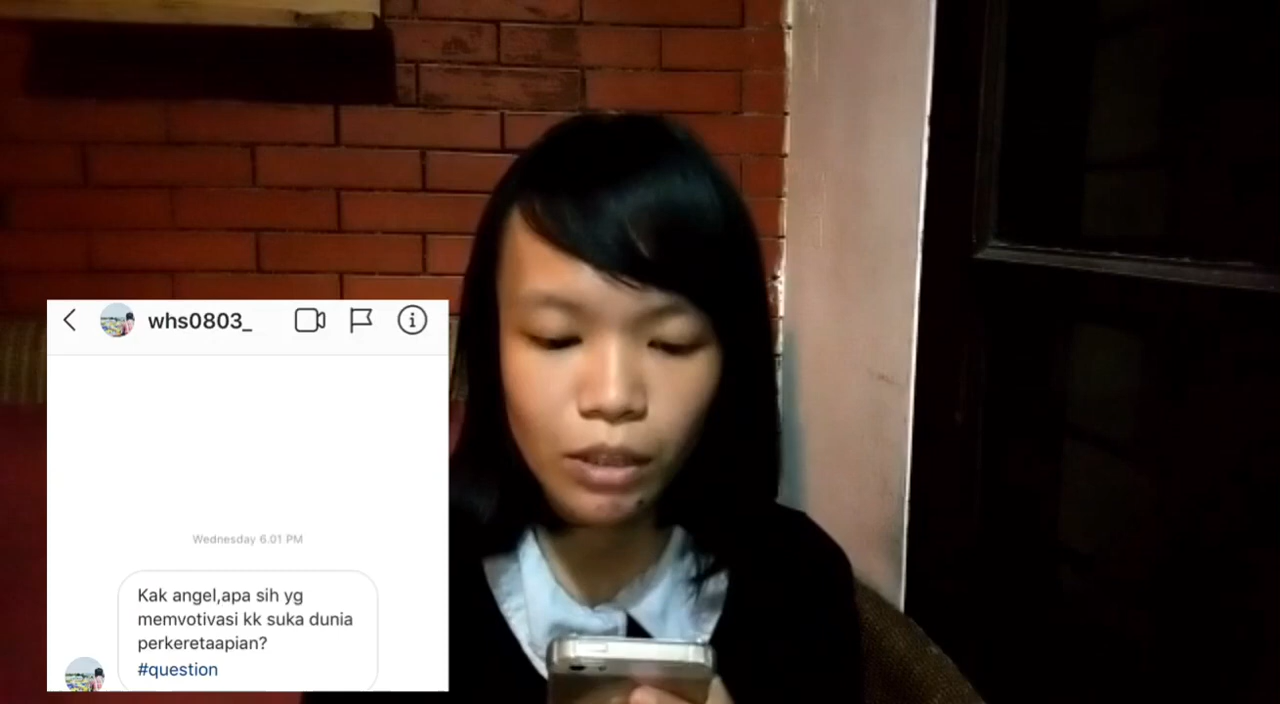 whs0803_
Wednesday 6.01 PM
Kak angel,apa sih yg
memvotivasi kk suka dunia
perkeretaapian?
#question